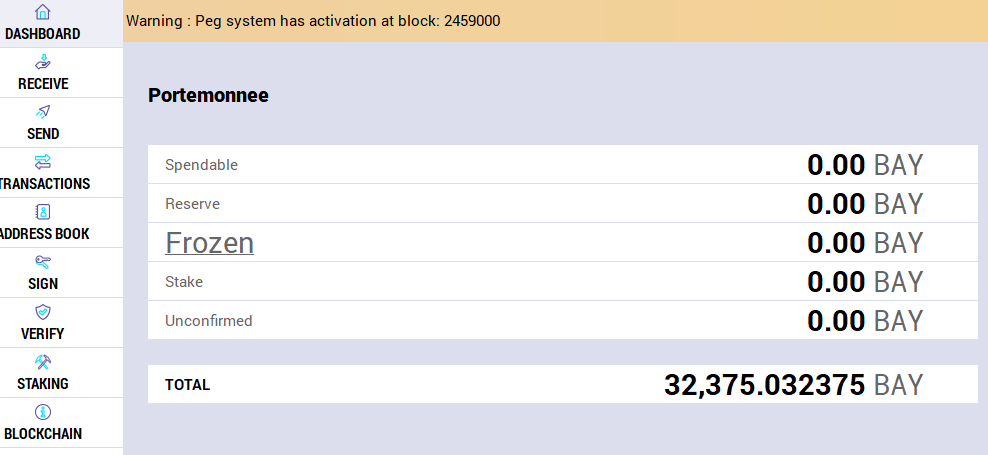 Warning : Peg system has activation at block: 2459000
DASHBOARD
RECEIVE
SEND
TRANSACTIONS
ADDRESS BOOK
SIGN
VERIFY
STAKING
BLOCKCHAIN
Portemonnee
Spendable 0.00 BAY
Reserve 0.00 BAY
Frozen 0.00 BAY
Stake 0.00 BAY
Unconfirmed 0.00 BAY
TOTAL 32,375.032375 BAY